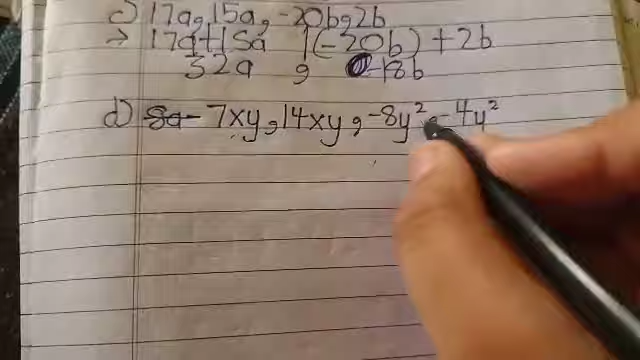 c) 17a, 15a, -20b, 2b
→ 17a+15a | (-20b) + 2b
32a , -18b
d) 8a- 7xy, 14xy, -8y², -4y²